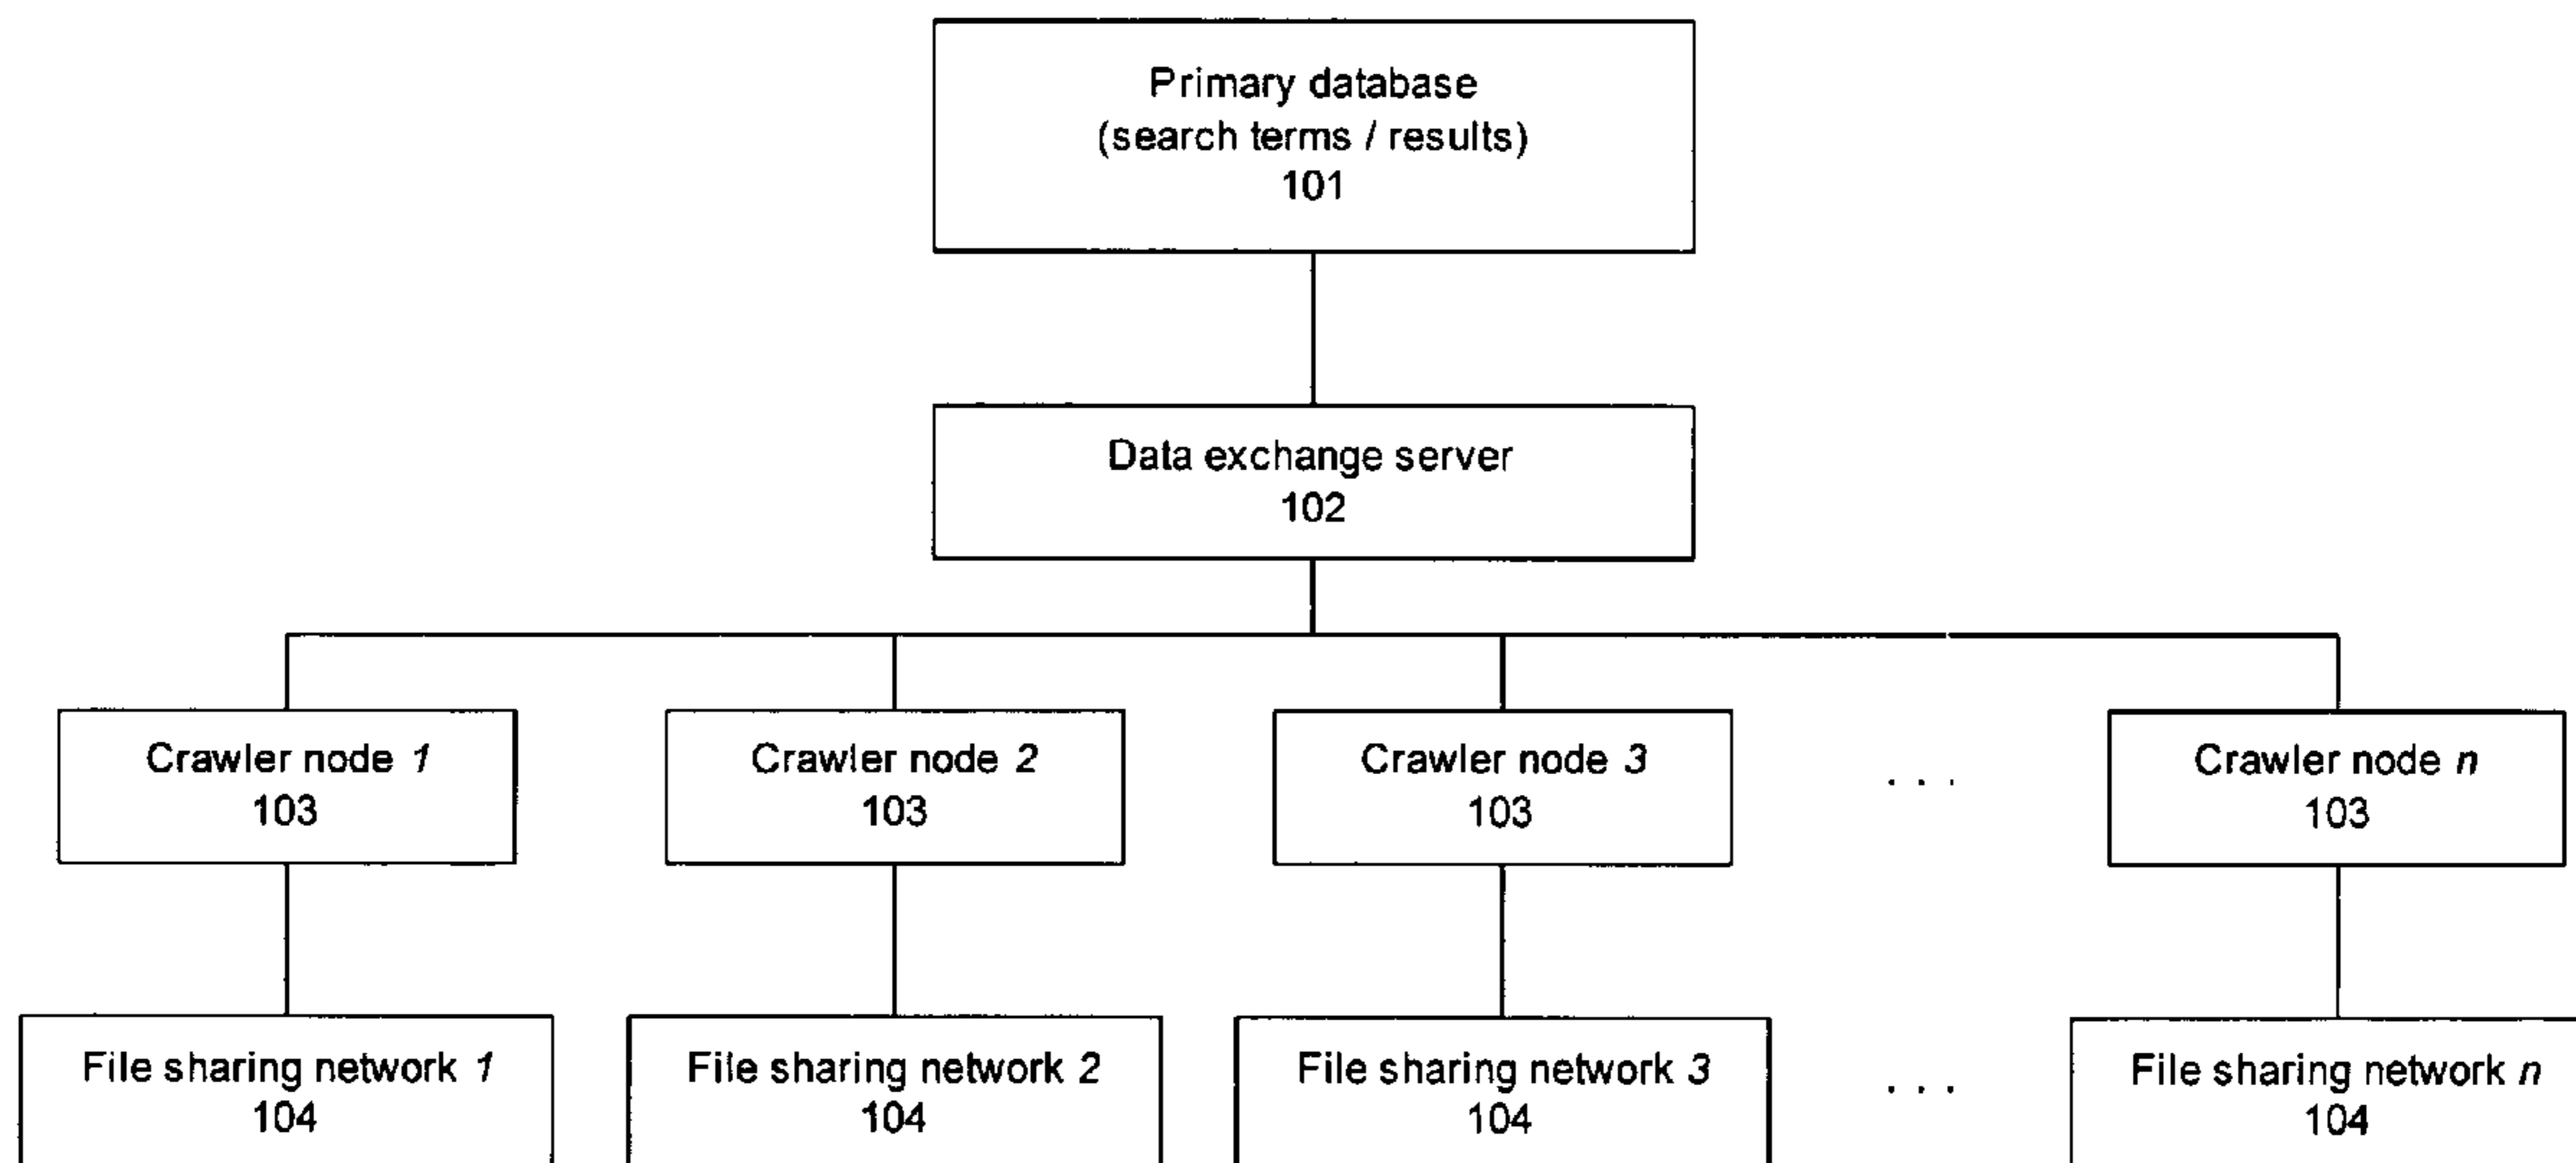 Primary database
(search terms / results)
101
Data exchange server
102
Crawler node 1
103
Crawler node 2
103
Crawler node 3
103
. . .
Crawler node n
103
File sharing network 1
104
File sharing network 2
104
File sharing network 3
104
. . .
File sharing network n
104